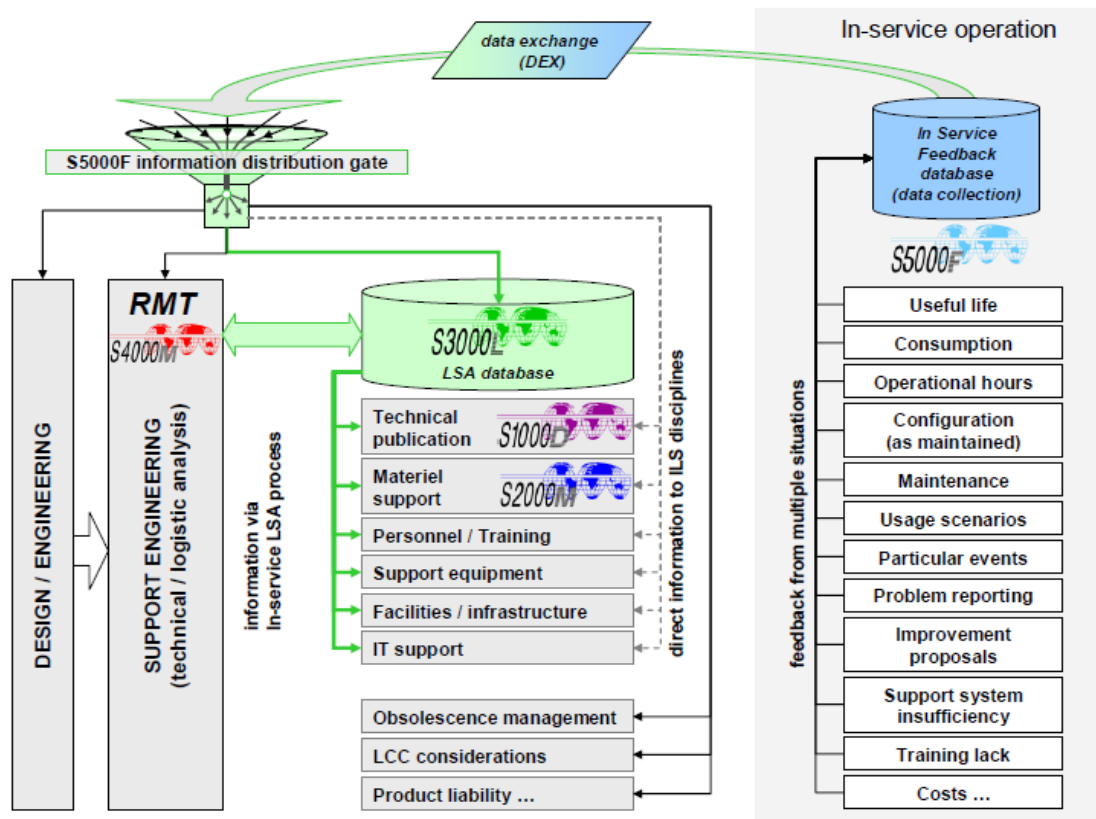 data exchange
(DEX)
In-service operation
In Service
Feedback
database
(data collection)
S5000F
S5000F information distribution gate
RMT
S4000M
S3000L
LSA database
DESIGN / ENGINEERING
SUPPORT ENGINEERING
(technical / logistic analysis)
information via
In-service LSA process
Technical
publication
S1000D
Materiel
support
S2000M
Personnel / Training
Support equipment
Facilities / infrastructure
IT support
direct information to ILS disciplines
Obsolescence management
LCC considerations
Product liability ...
feedback from multiple situations
Useful life
Consumption
Operational hours
Configuration
(as maintained)
Maintenance
Usage scenarios
Particular events
Problem reporting
Improvement
proposals
Support system
insufficiency
Training lack
Costs ...